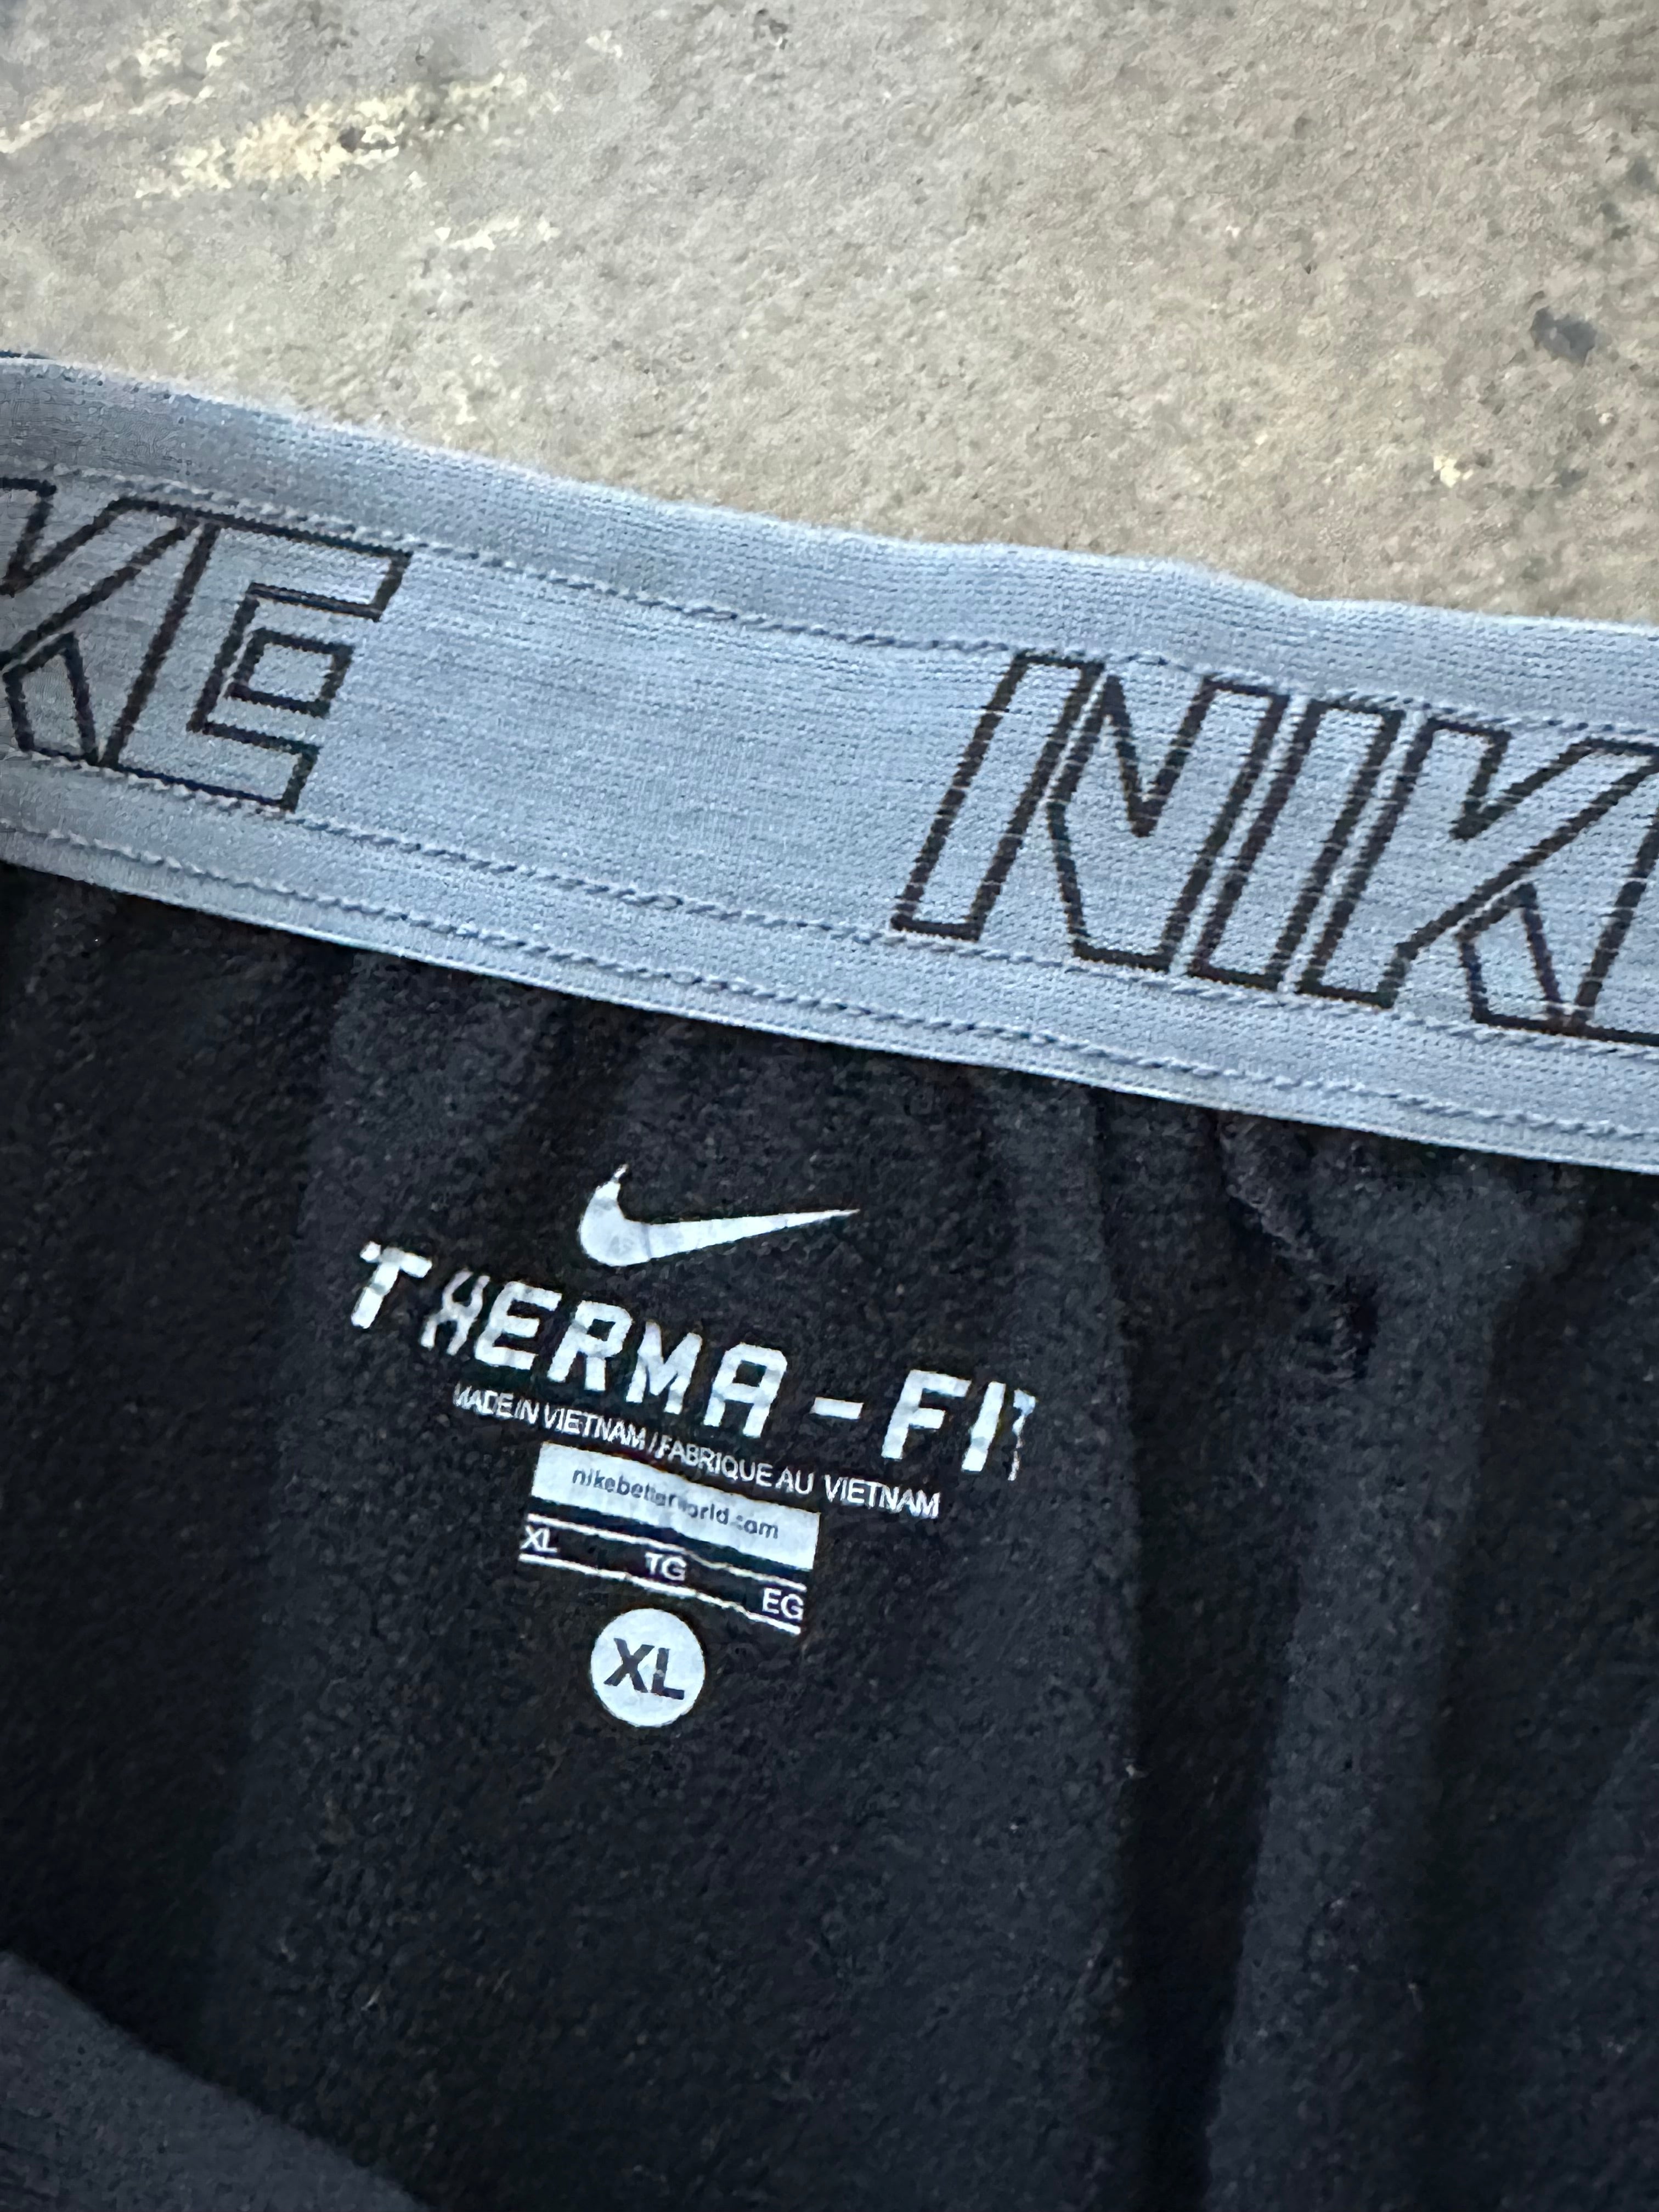 KE NIK
THERMA-FIT
MADE IN VIETNAM / FABRIQUE AU VIETNAM
nikebetterworld.com
XL TG EG
XL